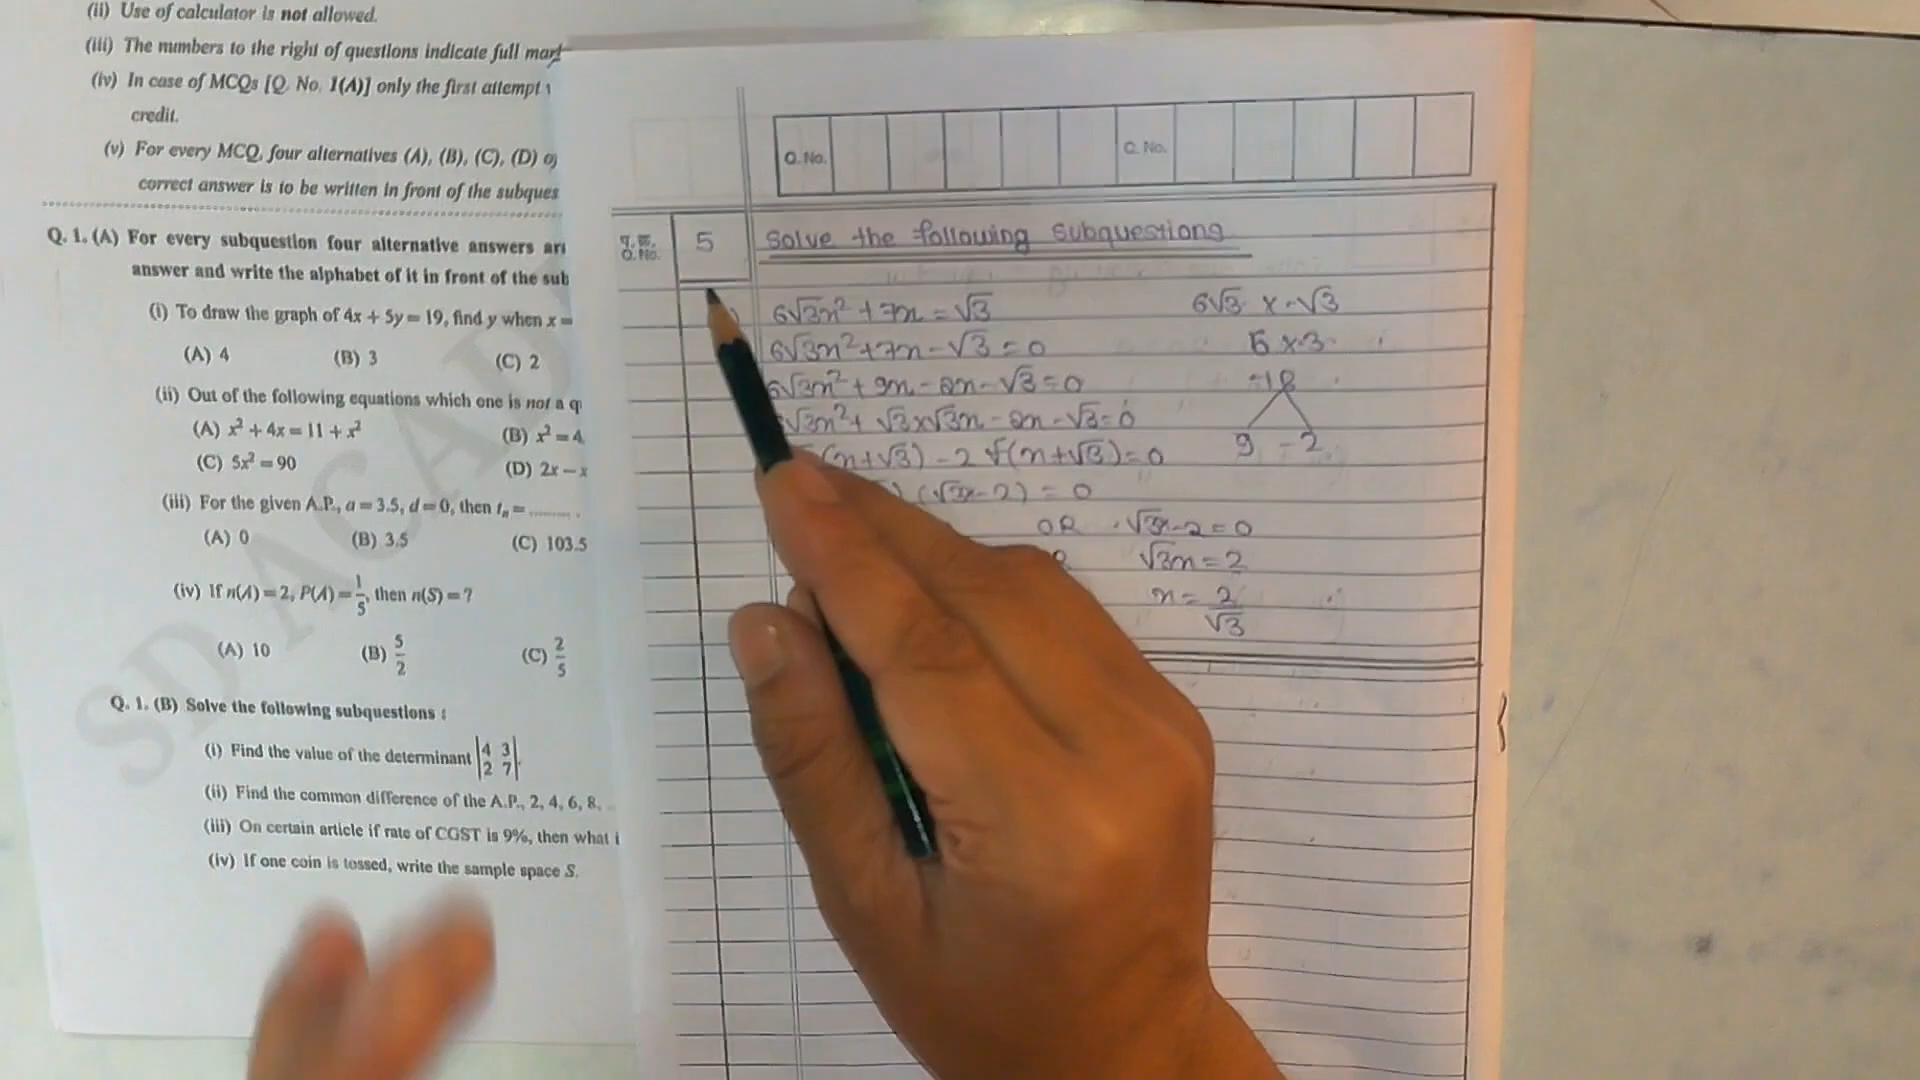 (ii) Use of calculator is not allowed.
(iii) The numbers to the right of questions indicate full
(iv) In case of MCQs [Q. No. 1(A)] only the first attempt
credit.
(v) For every MCQ, four alternatives (A), (B), (C), (D)
correct answer is to be written in front of the subques
Q. 1. (A) For every subquestion four alternative answers
answer and write the alphabet of it in front of the sub
(i) To draw the graph of 4x + 5y = 19, find y when x =
(A) 4 (B) 3 (C) 2
(ii) Out of the following equations which one is not a q
(A) x² + 4x = 11 + x² (B) x² = 4
(C) 5x² = 90 (D) 2x – x
(iii) For the given A.P., a = 3.5, d = 0, then tₙ = ........ .
(A) 0 (B) 3.5 (C) 103.5
(iv) If n(A) = 2, P(A) = 1/5, then n(S) = ?
(A) 10 (B) 5/2 (C) 2/5
Q. 1. (B) Solve the following subquestions :
(i) Find the value of the determinant |4 3
2 7|.
(ii) Find the common difference of the A.P., 2, 4, 6, 8,
(iii) On certain article if rate of CGST is 9%, then what i
(iv) If one coin is tossed, write the sample space S.
SD ACAD
Q. No. Q. No.
Q. No. 5 Solve the following subquestions
6√3x² + 7x = √3 6√3 x -√3
6√3x² + 7x - √3 = 0 6 x 3
6√3x² + 9x - 2x - √3 = 0 -18
√3x² + √3x√3x - 2x - √3 = 0
(x+√3) - 2 (x+√3) = 0 9 -2
(√3x-2) = 0
OR √3x-2 = 0
√3x = 2
x = 2
√3